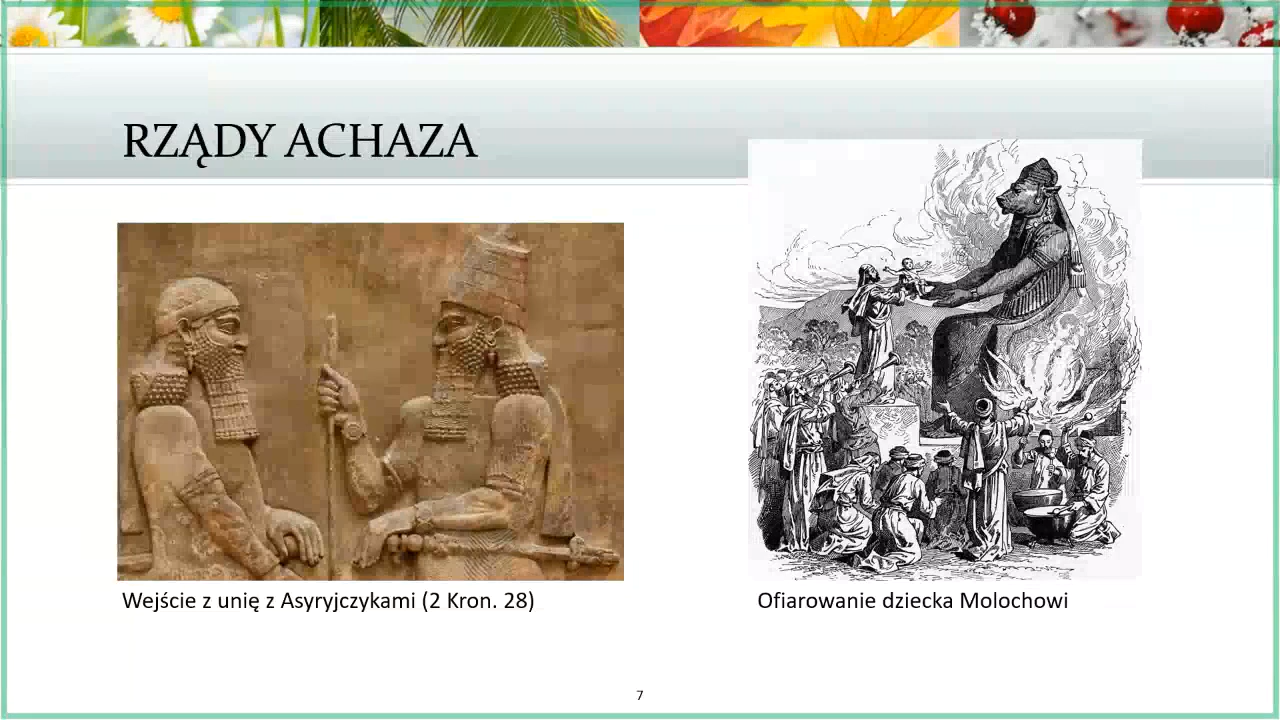 RZĄDY ACHAZA
Wejście z unię z Asyryjczykami (2 Kron. 28)
Ofiarowanie dziecka Molochowi
7